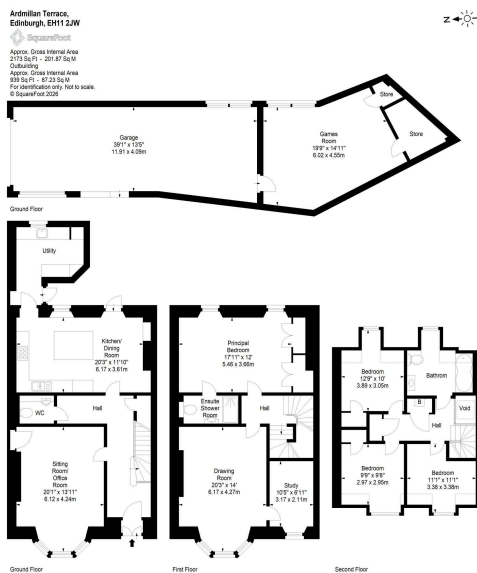 Ardmillan Terrace,
Edinburgh, EH11 2JW
SquareFoot
Approx. Gross Internal Area
2173 Sq Ft - 201.87 Sq M
Outbuilding
Approx. Gross Internal Area
939 Sq Ft - 87.23 Sq M
For identification only. Not to scale.
© SquareFoot 2026
Z
Store
Store
Garage
39'1" x 13'5"
11.91 x 4.09m
Games
Room
19'9" x 14'11"
6.02 x 4.55m
Ground Floor
Utility
Kitchen/
Dining
Room
20'3" x 11'10"
6.17 x 3.61m
WC
Hall
Sitting
Room/
Office
Room
20'1" x 13'11"
6.12 x 4.24m
Ground Floor
Principal
Bedroom
17'11" x 12'
5.46 x 3.66m
Ensuite
Shower
Room
Hall
Drawing
Room
20'3" x 14'
6.17 x 4.27m
Study
10'5" x 6'11"
3.17 x 2.11m
First Floor
Bedroom
12'9" x 10'
3.89 x 3.05m
Bathroom
B
Void
Hall
Bedroom
9'9" x 9'8"
2.97 x 2.95m
Bedroom
11'1" x 11'1"
3.38 x 3.38m
Second Floor